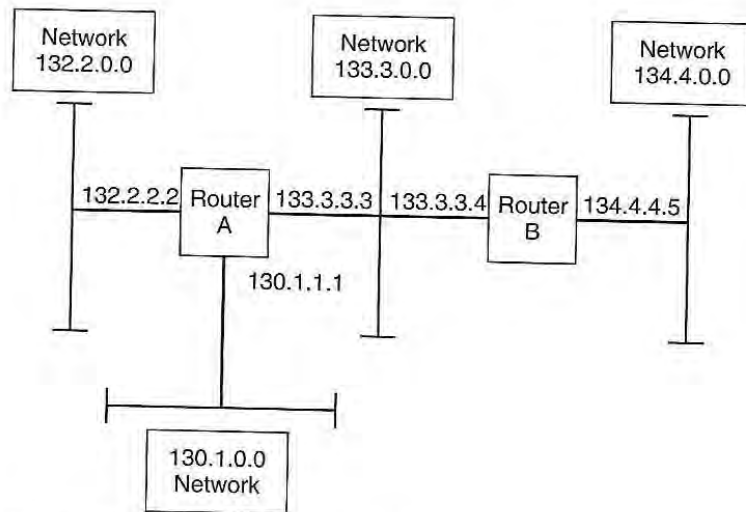 Network
132.2.0.0
Network
133.3.0.0
Network
134.4.0.0
132.2.2.2
Router
A
133.3.3.3
133.3.3.4
Router
B
134.4.4.5
130.1.1.1
130.1.0.0
Network